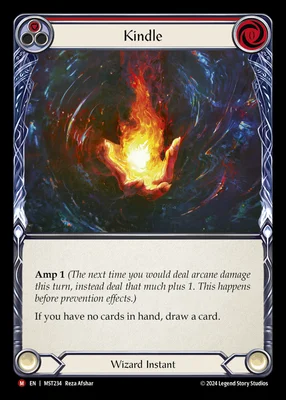 Kindle
Amp 1 (The next time you would deal arcane damage
this turn, instead deal that much plus 1. This happens
before prevention effects.)
If you have no cards in hand, draw a card.
Wizard Instant
M EN | MST234 Reza Afshar © 2024 Legend Story Studios